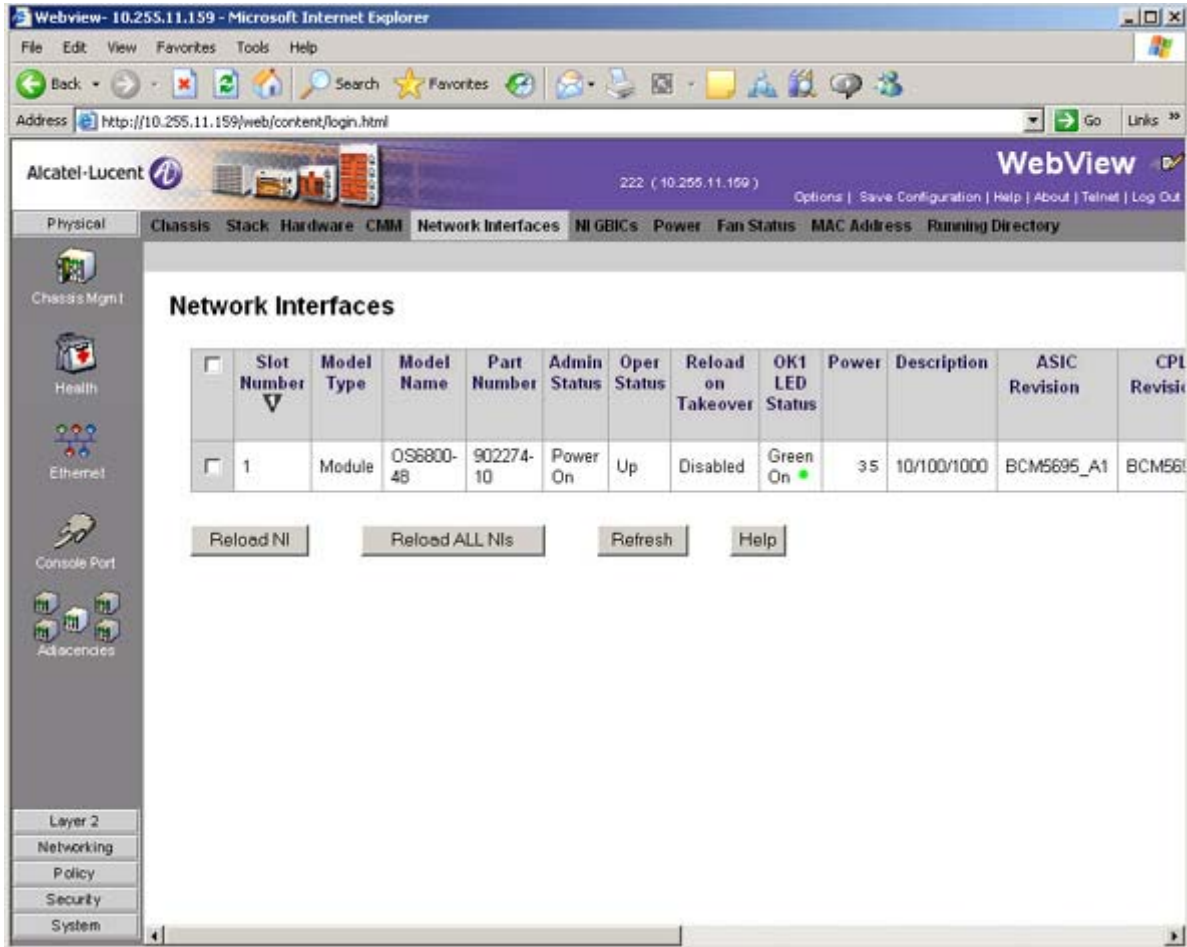 Webview- 10.255.11.159 - Microsoft Internet Explorer
File Edit View Favorites Tools Help
Back Search Favorites
Address http://10.255.11.159/web/content/login.html Go Links »
Alcatel-Lucent
222 ( 10.255.11.159 )
WebView
Options | Save Configuration | Help | About | Telnet | Log Out
Physical
Chassis Stack Hardware CMM Network Interfaces NI GBICs Power Fan Status MAC Address Running Directory
Chassis Mgmt
Health
Ethernet
Console Port
Adjacencies
Network Interfaces
Slot Number Model Type Model Name Part Number Admin Status Oper Status Reload on Takeover OK1 LED Status Power Description ASIC Revision
1 Module OS6800-48 902274-10 Power On Up Disabled Green On 35 10/100/1000 BCM5695_A1
Reload NI Reload ALL NIs Refresh Help
Layer 2
Networking
Policy
Security
System